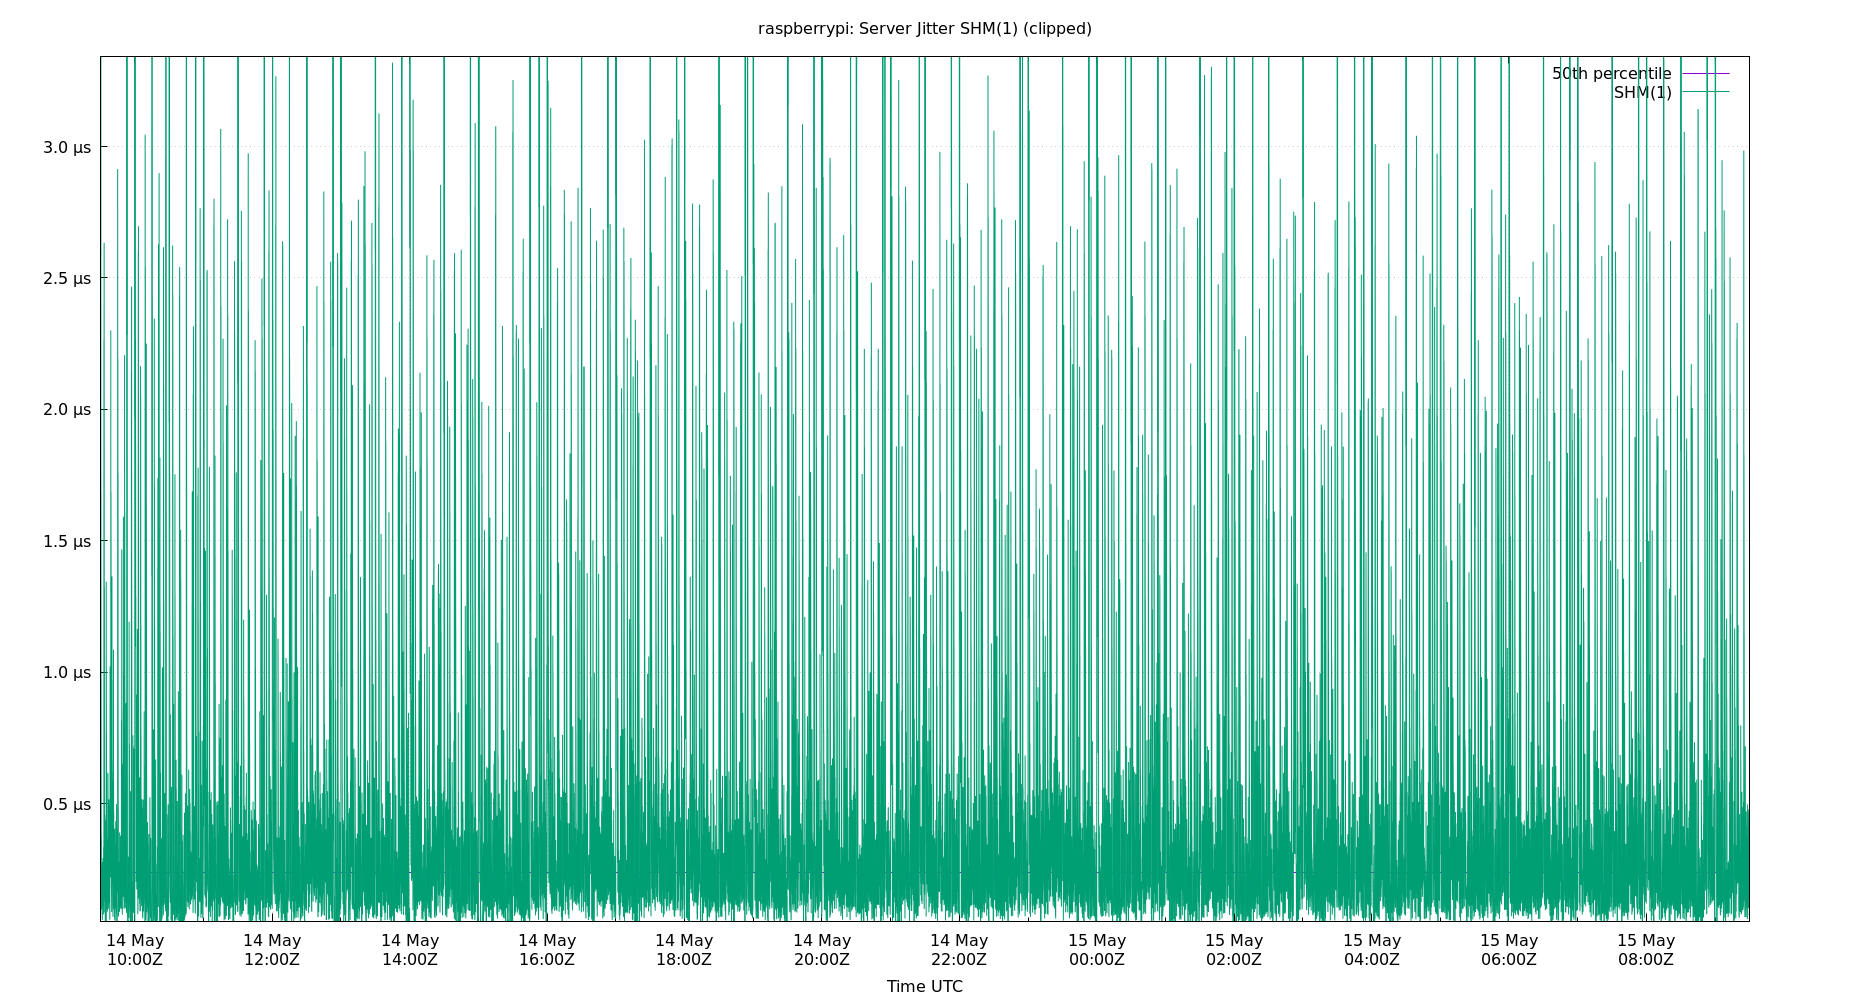 raspberrypi: Server Jitter SHM(1) (clipped)
50th percentile
SHM(1)
3.0 µs
2.5 µs
2.0 µs
1.5 µs
1.0 µs
0.5 µs
14 May 14 May 14 May 14 May 14 May 14 May 14 May 15 May 15 May 15 May 15 May 15 May
10:00Z 12:00Z 14:00Z 16:00Z 18:00Z 20:00Z 22:00Z 00:00Z 02:00Z 04:00Z 06:00Z 08:00Z
Time UTC